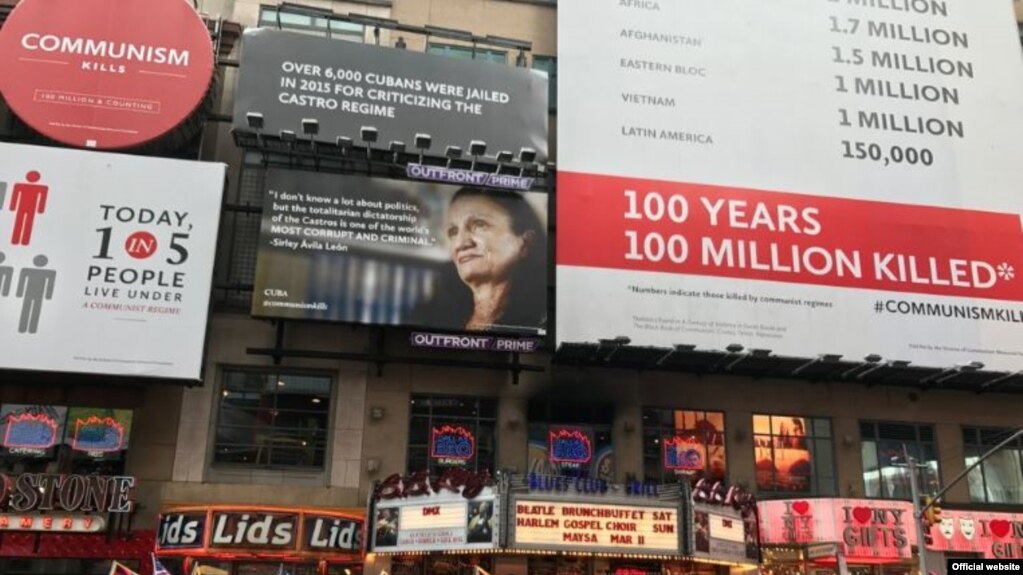 COMMUNISM
KILLS
100 MILLION & COUNTING
OVER 6,000 CUBANS WERE JAILED
IN 2015 FOR CRITICIZING THE
CASTRO REGIME
OUTFRONT/PRIME
"I don't know a lot about politics,
but the totalitarian dictatorship
of the Castros is one of the world's
MOST CORRUPT AND CRIMINAL."
-Sirley Ávila León
CUBA
#communismkills
OUTFRONT/PRIME
TODAY,
1 IN 5
PEOPLE
LIVE UNDER
A COMMUNIST REGIME
AFRICA
MILLION
1.7 MILLION
AFGHANISTAN
1.5 MILLION
EASTERN BLOC
1 MILLION
VIETNAM
1 MILLION
LATIN AMERICA
150,000
100 YEARS
100 MILLION KILLED*
*Numbers indicate those killed by communist regimes
#COMMUNISMKILL
STONE
Lids Lids Lids
DMX
BLUES CLUB GRILL
BEATLE BRUNCHBUFFET SAT
HARLEM GOSPEL CHOIR SUN
MAYSA MAR 11
I NY
GIFTS
I NY
GIFTS
Official website